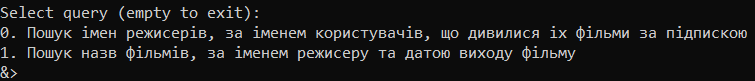 Select query (empty to exit):
0. Пошук імен режисерів, за іменем користувачів, що дивилися іх фільми за підпискою
1. Пошук назв фільмів, за іменем режисеру та датою виходу фільму
&>